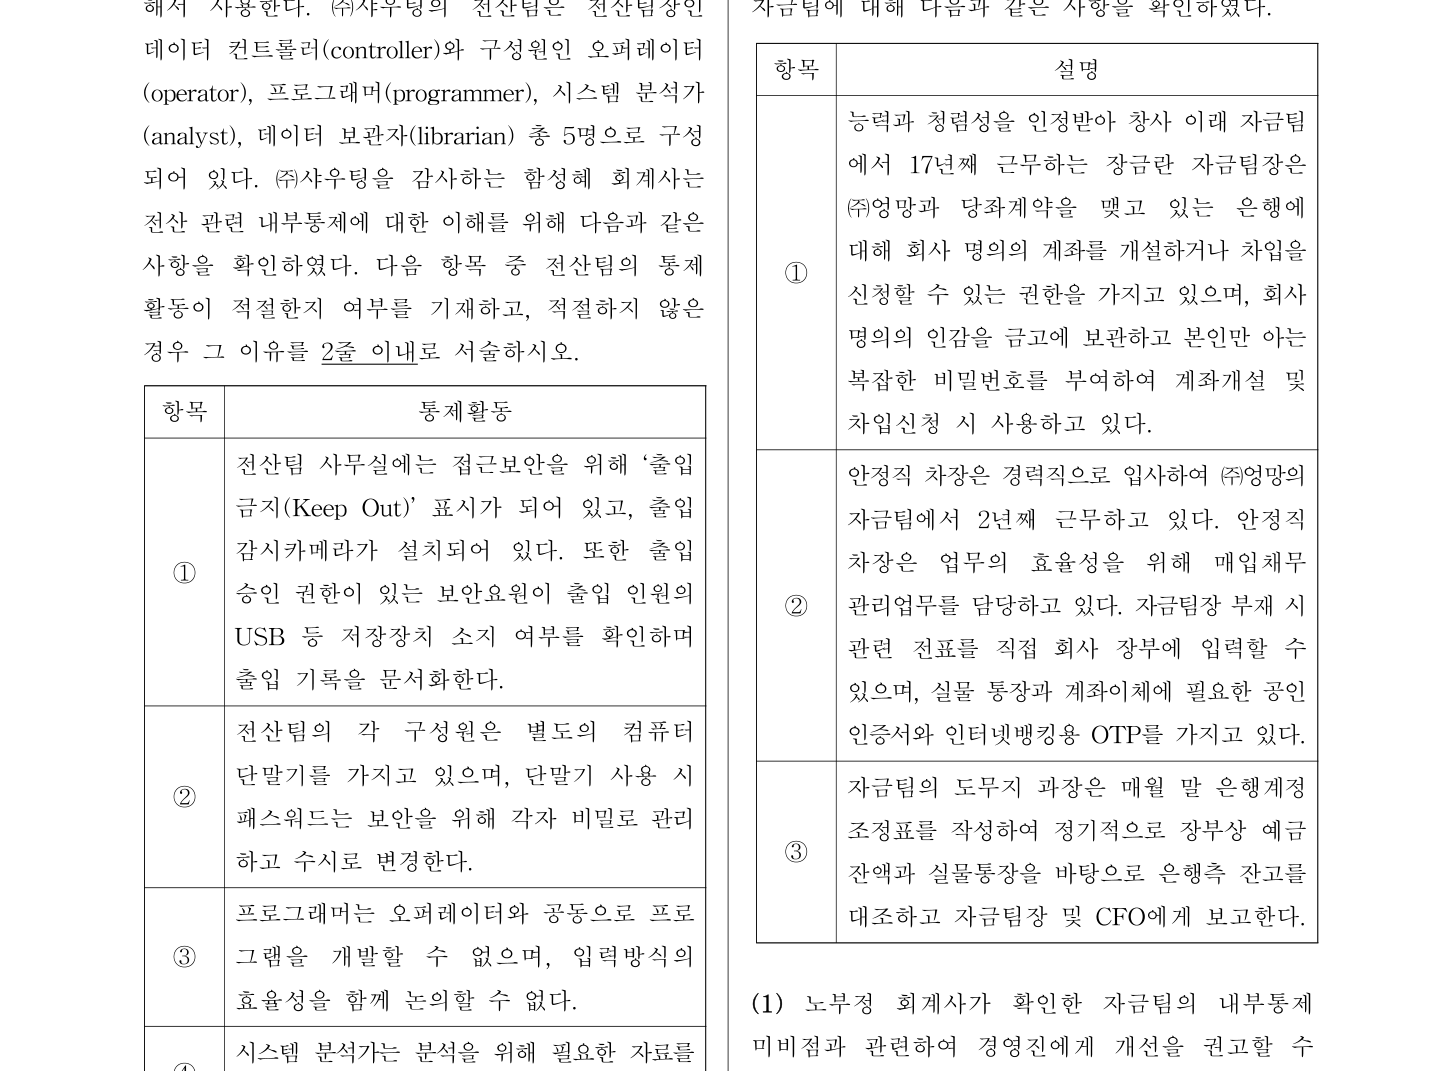 해서 사용한다. ㈜샤우팅의 전산팀은 전산팀장인
데이터 컨트롤러(controller)와 구성원인 오퍼레이터
(operator), 프로그래머(programmer), 시스템 분석가
(analyst), 데이터 보관자(librarian) 총 5명으로 구성
되어 있다. ㈜샤우팅을 감사하는 함성혜 회계사는
전산 관련 내부통제에 대한 이해를 위해 다음과 같은
사항을 확인하였다. 다음 항목 중 전산팀의 통제
활동이 적절한지 여부를 기재하고, 적절하지 않은
경우 그 이유를 2줄 이내로 서술하시오.
항목 통제활동
①
전산팀 사무실에는 접근보안을 위해 ‘출입
금지(Keep Out)’ 표시가 되어 있고, 출입
감시카메라가 설치되어 있다. 또한 출입
승인 권한이 있는 보안요원이 출입 인원의
USB 등 저장장치 소지 여부를 확인하며
출입 기록을 문서화한다.
②
전산팀의 각 구성원은 별도의 컴퓨터
단말기를 가지고 있으며, 단말기 사용 시
패스워드는 보안을 위해 각자 비밀로 관리
하고 수시로 변경한다.
③
프로그래머는 오퍼레이터와 공동으로 프로
그램을 개발할 수 없으며, 입력방식의
효율성을 함께 논의할 수 없다.
시스템 분석가는 분석을 위해 필요한 자료를
자금팀에 대해 다음과 같은 사항을 확인하였다.
항목 설명
①
능력과 청렴성을 인정받아 창사 이래 자금팀
에서 17년째 근무하는 장금란 자금팀장은
㈜엉망과 당좌계약을 맺고 있는 은행에
대해 회사 명의의 계좌를 개설하거나 차입을
신청할 수 있는 권한을 가지고 있으며, 회사
명의의 인감을 금고에 보관하고 본인만 아는
복잡한 비밀번호를 부여하여 계좌개설 및
차입신청 시 사용하고 있다.
②
안정직 차장은 경력직으로 입사하여 ㈜엉망의
자금팀에서 2년째 근무하고 있다. 안정직
차장은 업무의 효율성을 위해 매입채무
관리업무를 담당하고 있다. 자금팀장 부재 시
관련 전표를 직접 회사 장부에 입력할 수
있으며, 실물 통장과 계좌이체에 필요한 공인
인증서와 인터넷뱅킹용 OTP를 가지고 있다.
③
자금팀의 도무지 과장은 매월 말 은행계정
조정표를 작성하여 정기적으로 장부상 예금
잔액과 실물통장을 바탕으로 은행측 잔고를
대조하고 자금팀장 및 CFO에게 보고한다.
(1) 노부정 회계사가 확인한 자금팀의 내부통제
미비점과 관련하여 경영진에게 개선을 권고할 수